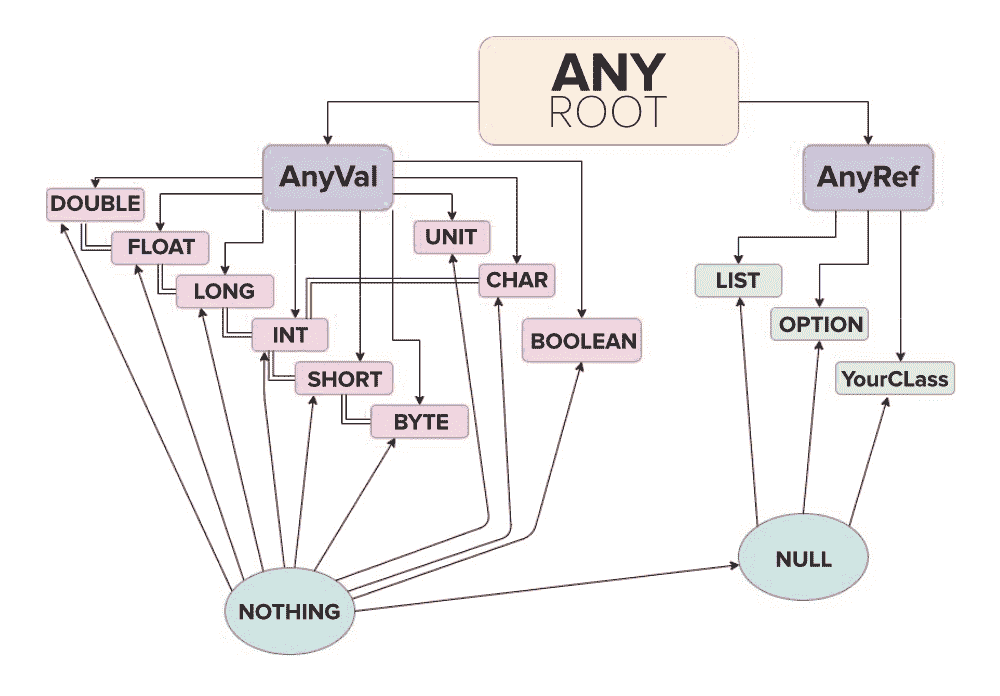 ANY
ROOT
AnyVal
AnyRef
DOUBLE
FLOAT
UNIT
LONG
CHAR
LIST
INT
BOOLEAN
OPTION
SHORT
YourCLass
BYTE
NULL
NOTHING